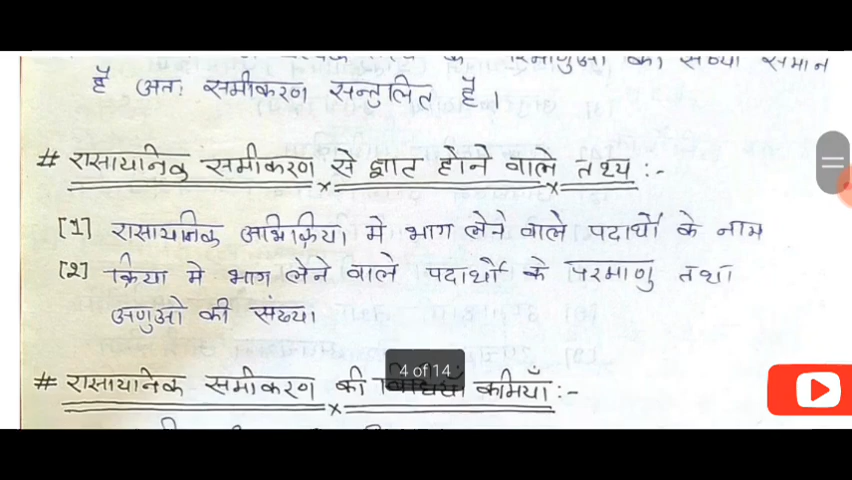 का संख्या समान
है अतः समीकरण सन्तुलित है।
# रासायनिक समीकरण से ज्ञात होने वाले तथ्य :-
[1] रासायनिक अभिक्रिया मे भाग लेने वाले पदार्थो के नाम
[2] क्रिया मे भाग लेने वाले पदार्थो के परमाणु तथा
अणुओ की संख्या
4 of 14
# रासायनिक समीकरण की कमियाँ :-